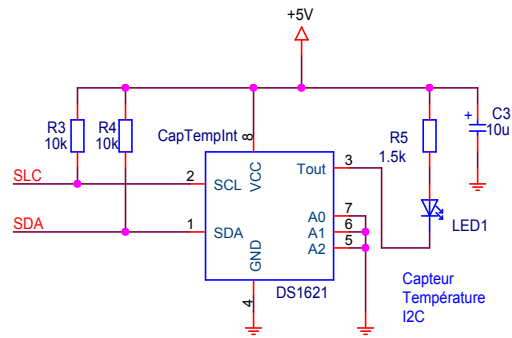 +5V
R3
10k
R4
10k
CapTempInt
8
R5
1.5k
+
C3
10u
SLC
2
SCL
VCC
Tout
3
SDA
1
SDA
A0
7
A1
6
A2
5
GND
4
DS1621
LED1
Capteur
Température
I2C